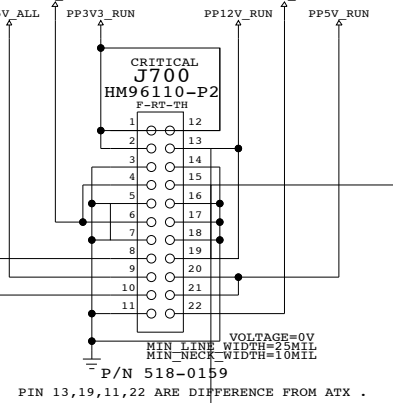 V_ALL PP3V3_RUN PP12V_RUN PP5V_RUN
CRITICAL
J700
HM96110-P2
F-RT-TH
1 12
2 13
3 14
4 15
5 16
6 17
7 18
8 19
9 20
10 21
11 22
VOLTAGE=0V
MIN_LINE_WIDTH=25MIL
MIN_NECK_WIDTH=10MIL
P/N 518-0159
PIN 13,19,11,22 ARE DIFFERENCE FROM ATX .